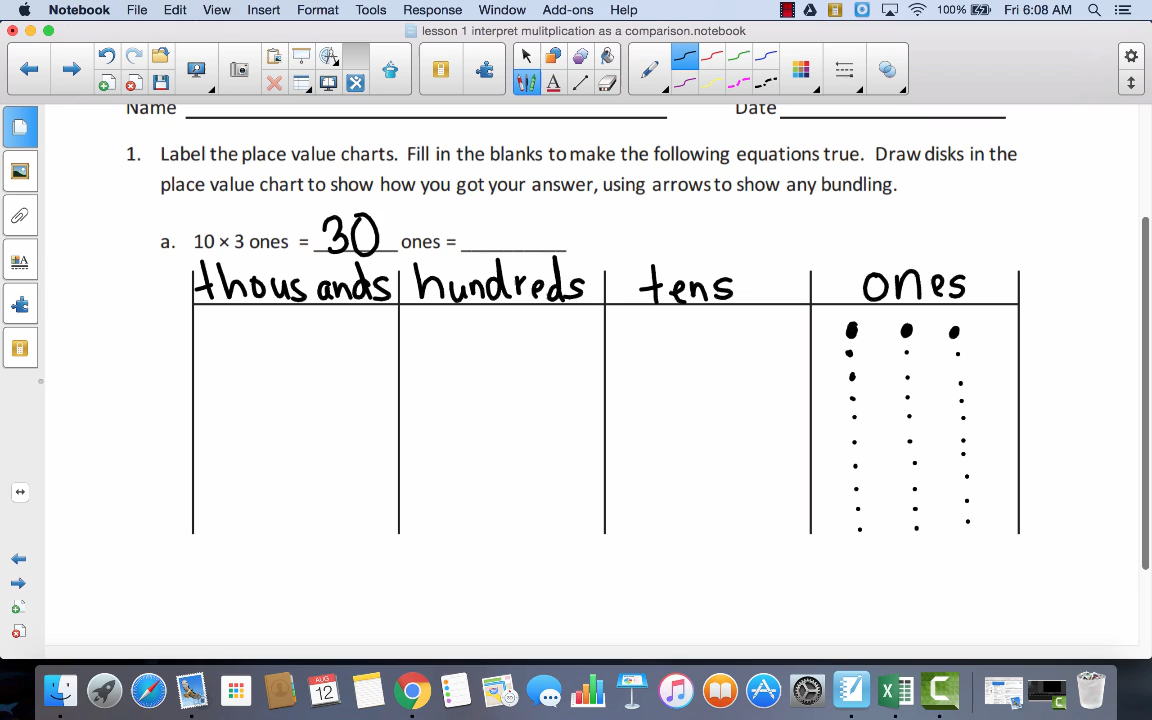 Notebook File Edit View Insert Format Tools Response Window Add-ons Help 100% Fri 6:08 AM
lesson 1 interpret mulitplication as a comparison.notebook
Name Date
1. Label the place value charts. Fill in the blanks to make the following equations true. Draw disks in the
place value chart to show how you got your answer, using arrows to show any bundling.
a. 10 × 3 ones = 30 ones =
thousands hundreds tens ones
AUG
12